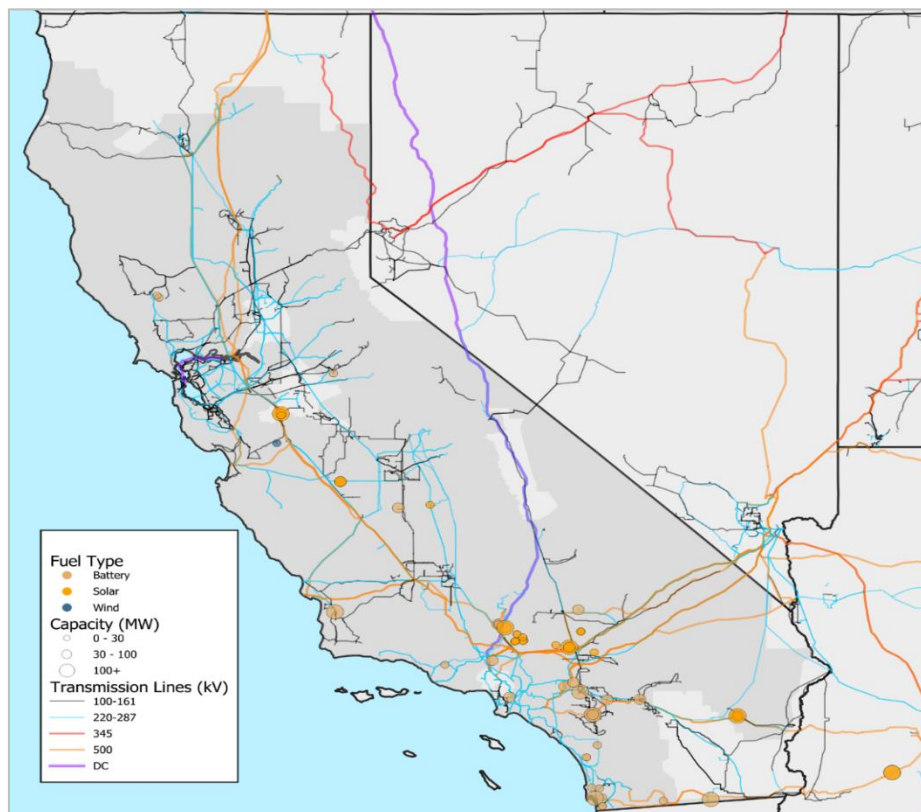 Fuel Type
Battery
Solar
Wind
Capacity (MW)
0 - 30
30 - 100
100+
Transmission Lines (kV)
100-161
220-287
345
500
DC